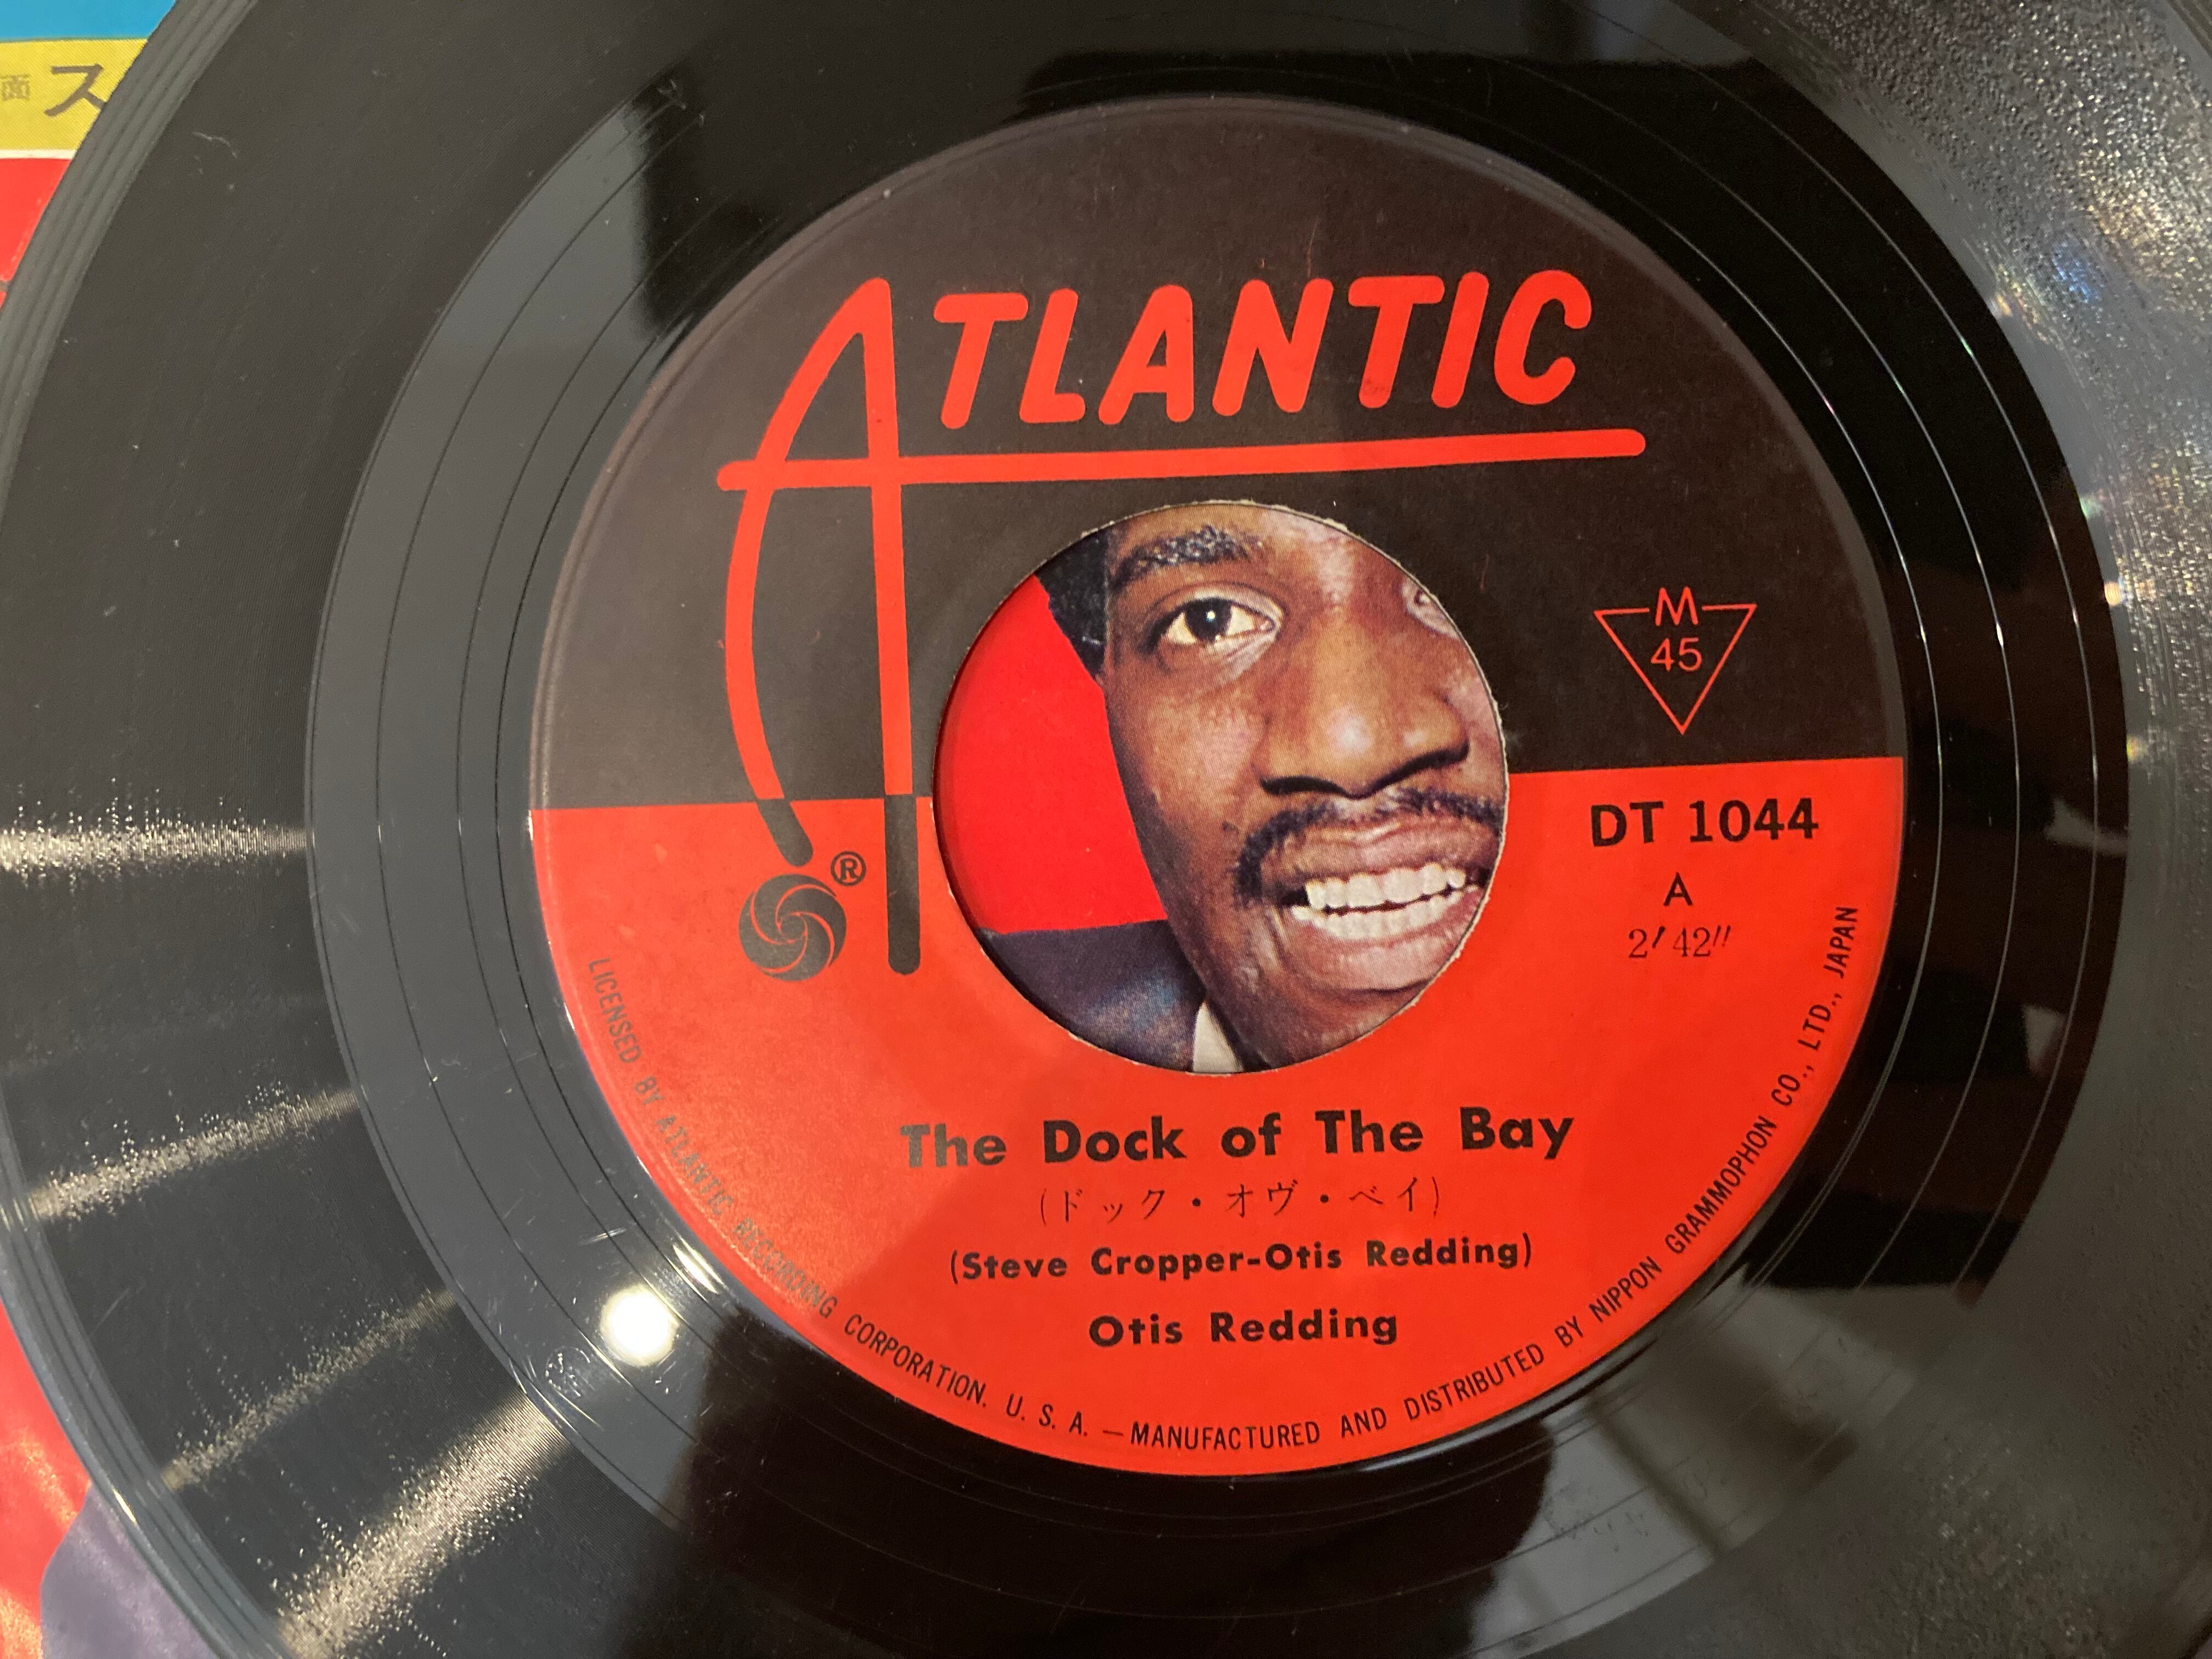 面 ス
ATLANTIC
®
M
45
DT 1044
A
2' 42''
The Dock of The Bay
(ドック・オヴ・ベイ)
(Steve Cropper-Otis Redding)
Otis Redding
LICENSED BY ATLANTIC RECORDING CORPORATION. U. S. A. — MANUFACTURED AND DISTRIBUTED BY NIPPON GRAMMOPHON CO., LTD., JAPAN